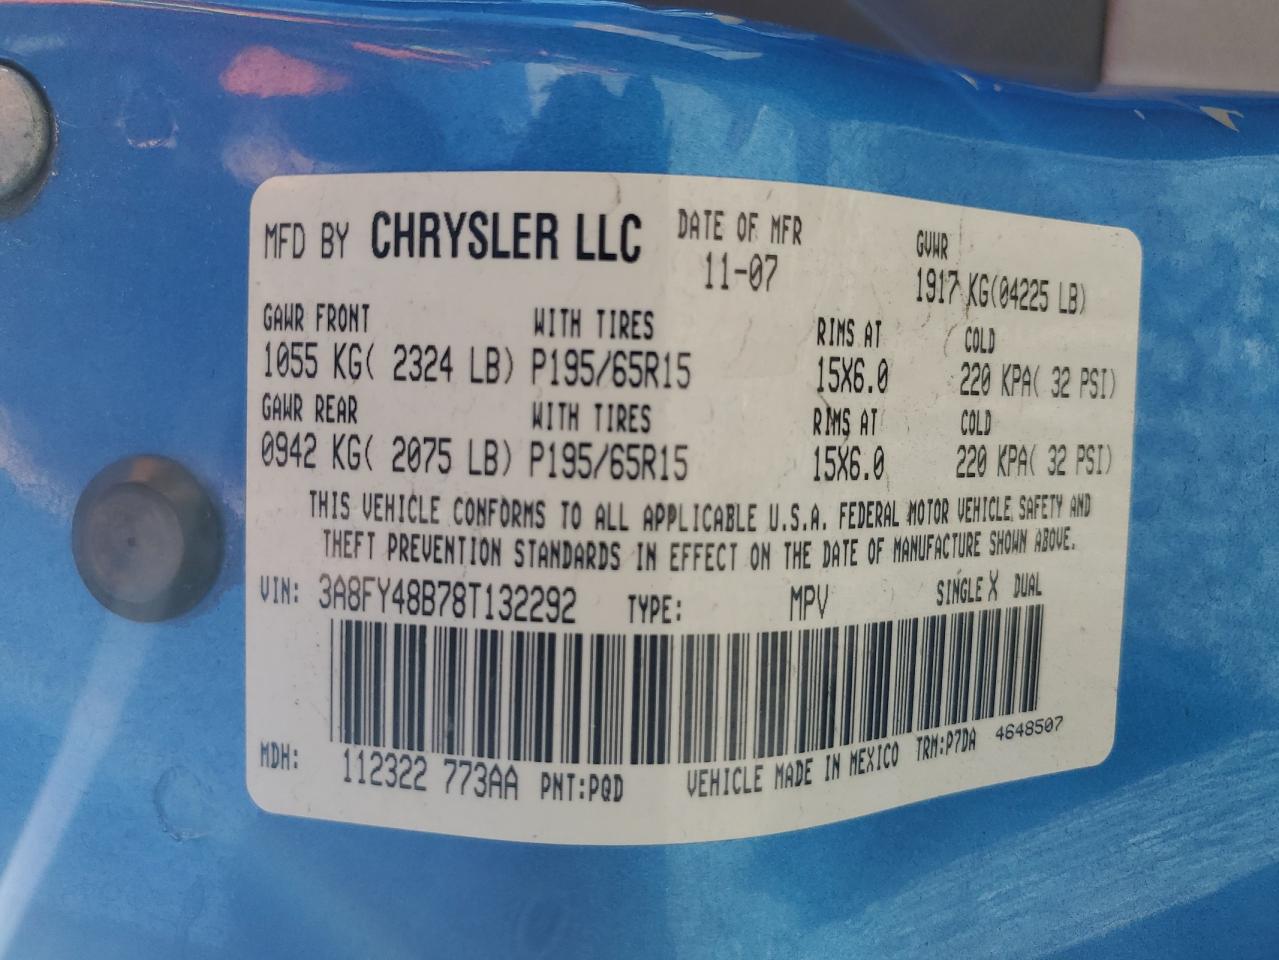 MFD BY CHRYSLER LLC DATE OF MFR GVWR
11-07 1917 KG(04225 LB)
GAWR FRONT WITH TIRES RIMS AT COLD
1055 KG( 2324 LB) P195/65R15 15X6.0 220 KPA( 32 PSI)
GAWR REAR WITH TIRES RIMS AT COLD
0942 KG( 2075 LB) P195/65R15 15X6.0 220 KPA( 32 PSI)
THIS VEHICLE CONFORMS TO ALL APPLICABLE U.S.A. FEDERAL MOTOR VEHICLE SAFETY AND
THEFT PREVENTION STANDARDS IN EFFECT ON THE DATE OF MANUFACTURE SHOWN ABOVE.
VIN: 3A8FY48B78T132292 TYPE: MPV SINGLE X DUAL
MDH: 112322 773AA PNT:PQD VEHICLE MADE IN MEXICO TRM:P7DA 4648507